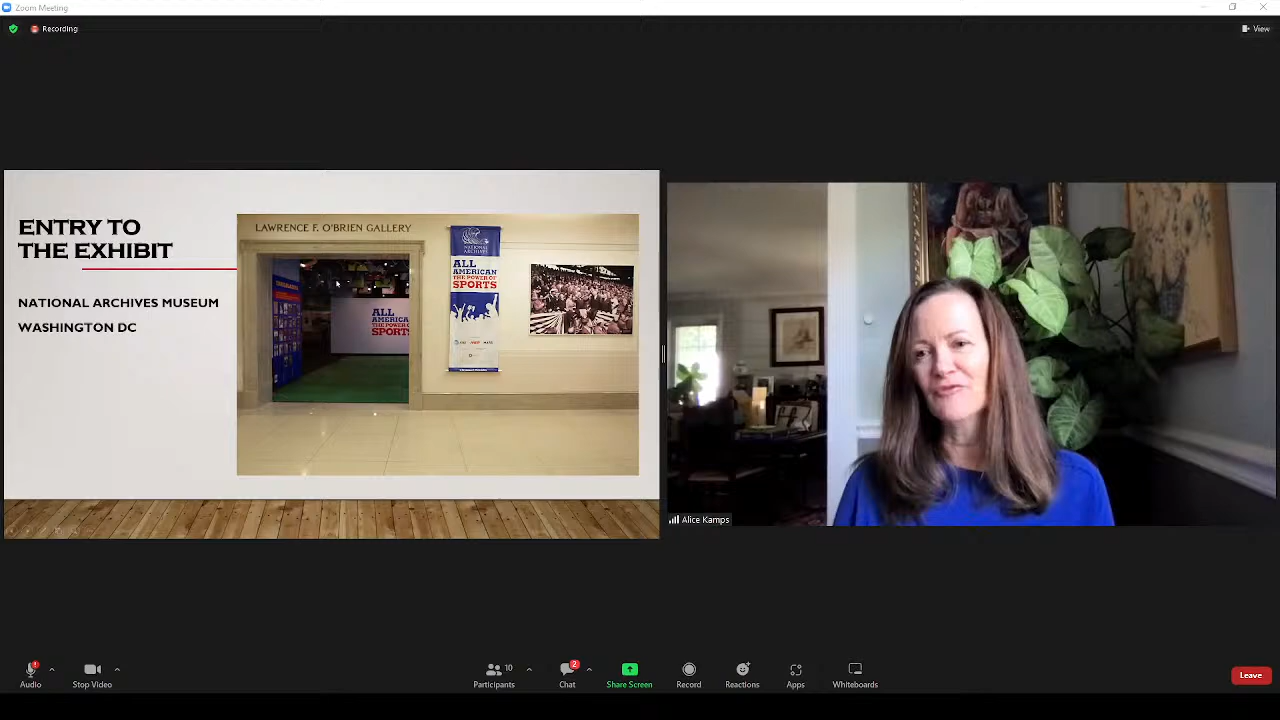 Zoom Meeting
Recording
View
ENTRY TO
THE EXHIBIT
NATIONAL ARCHIVES MUSEUM
WASHINGTON DC
LAWRENCE F. O'BRIEN GALLERY
NATIONAL
ARCHIVES
ALL
AMERICAN
THE POWER OF
SPORTS
ALL
AMERICA
THE POWER O
SPORTS
Alice Kamps
Audio
Stop Video
Participants
10
Chat
2
Share Screen
Record
Reactions
Apps
Whiteboards
Leave